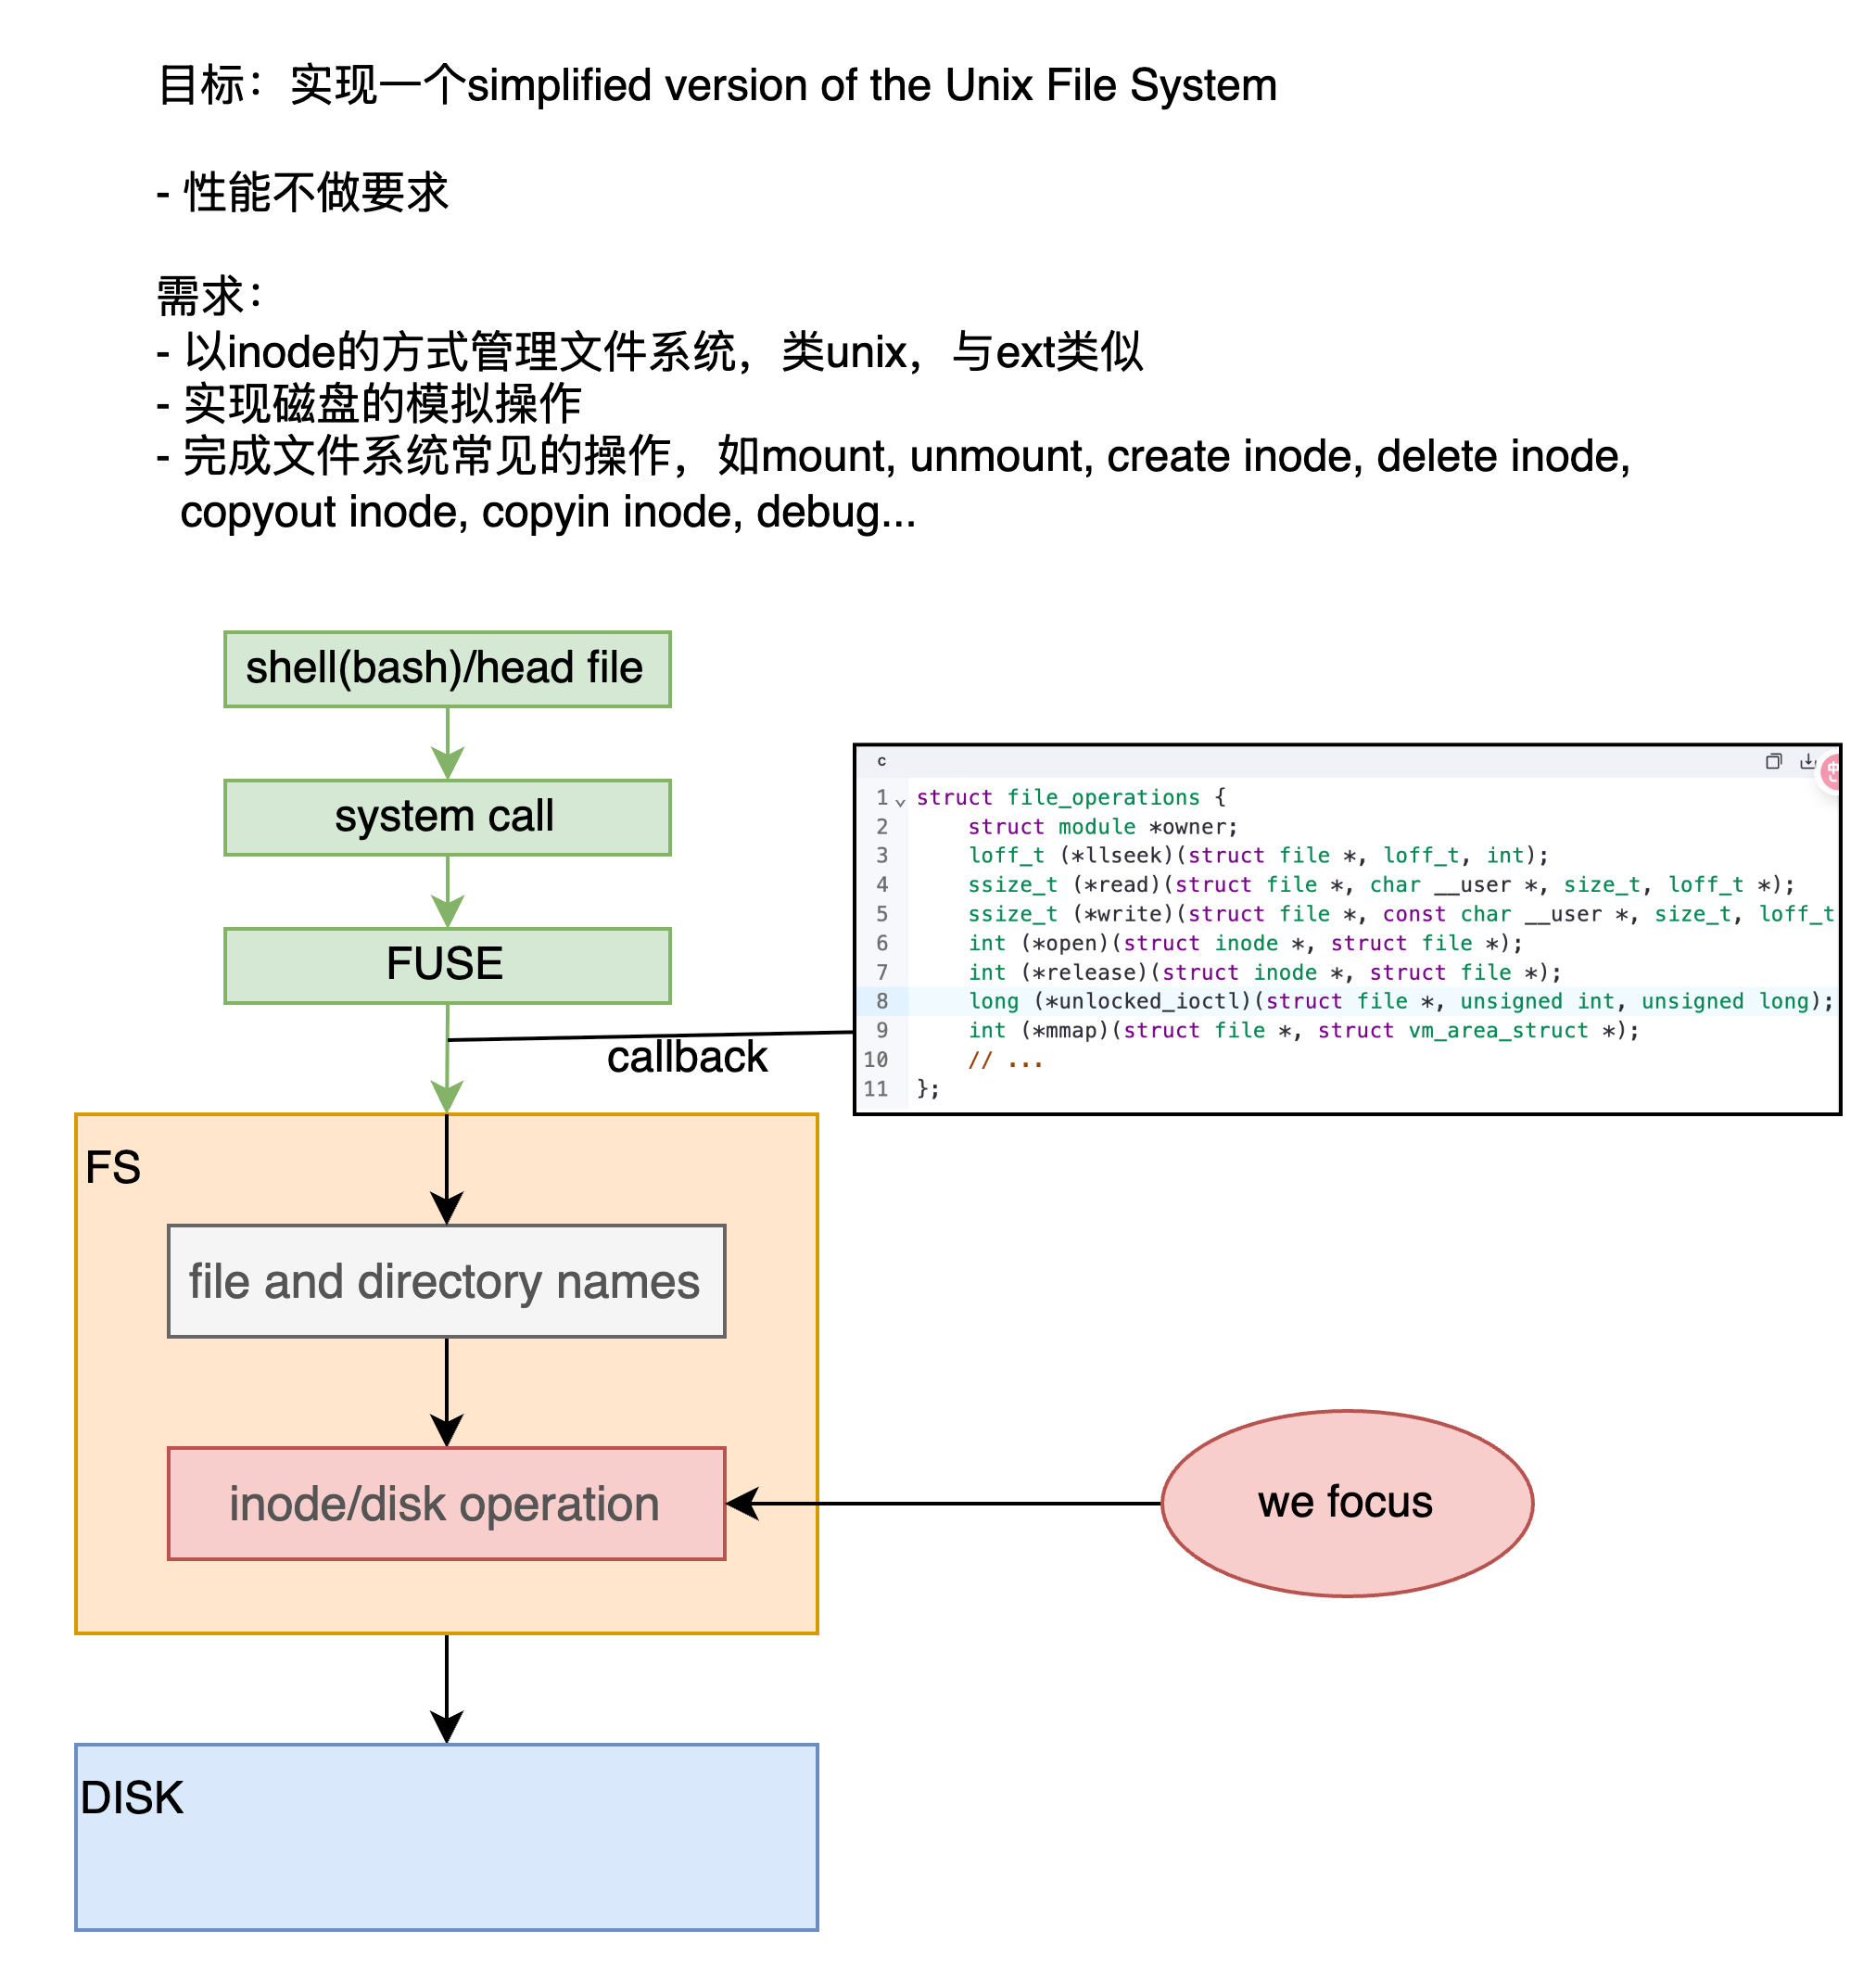 目标：实现一个simplified version of the Unix File System
- 性能不做要求
需求：
- 以inode的方式管理文件系统，类unix，与ext类似
- 实现磁盘的模拟操作
- 完成文件系统常见的操作，如mount, unmount, create inode, delete inode,
copyout inode, copyin inode, debug...
shell(bash)/head file
system call
FUSE
callback
c
1 struct file_operations {
2 struct module *owner;
3 loff_t (*llseek)(struct file *, loff_t, int);
4 ssize_t (*read)(struct file *, char __user *, size_t, loff_t *);
5 ssize_t (*write)(struct file *, const char __user *, size_t, loff_t
6 int (*open)(struct inode *, struct file *);
7 int (*release)(struct inode *, struct file *);
8 long (*unlocked_ioctl)(struct file *, unsigned int, unsigned long);
9 int (*mmap)(struct file *, struct vm_area_struct *);
10 // ...
11 };
FS
file and directory names
inode/disk operation
we focus
DISK